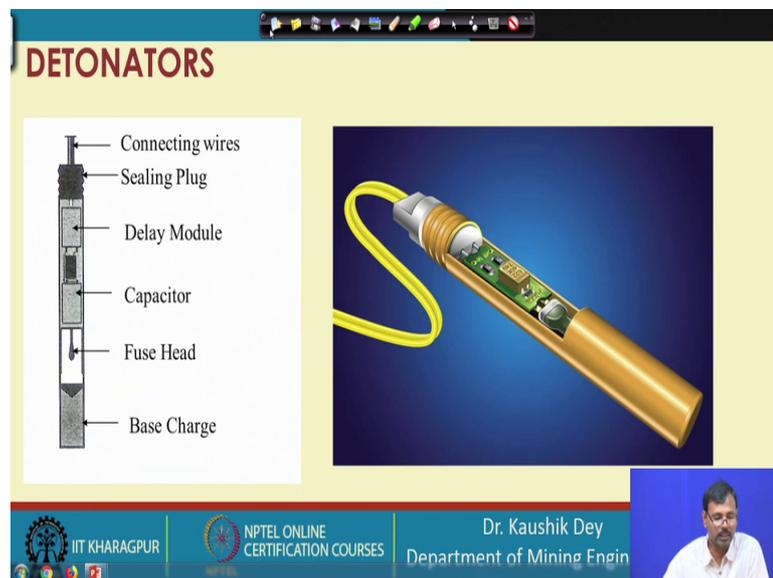 DETONATORS
Connecting wires
Sealing Plug
Delay Module
Capacitor
Fuse Head
Base Charge
IIT KHARAGPUR
NPTEL ONLINE
CERTIFICATION COURSES
NPTEL
Dr. Kaushik Dey
Department of Mining Engin